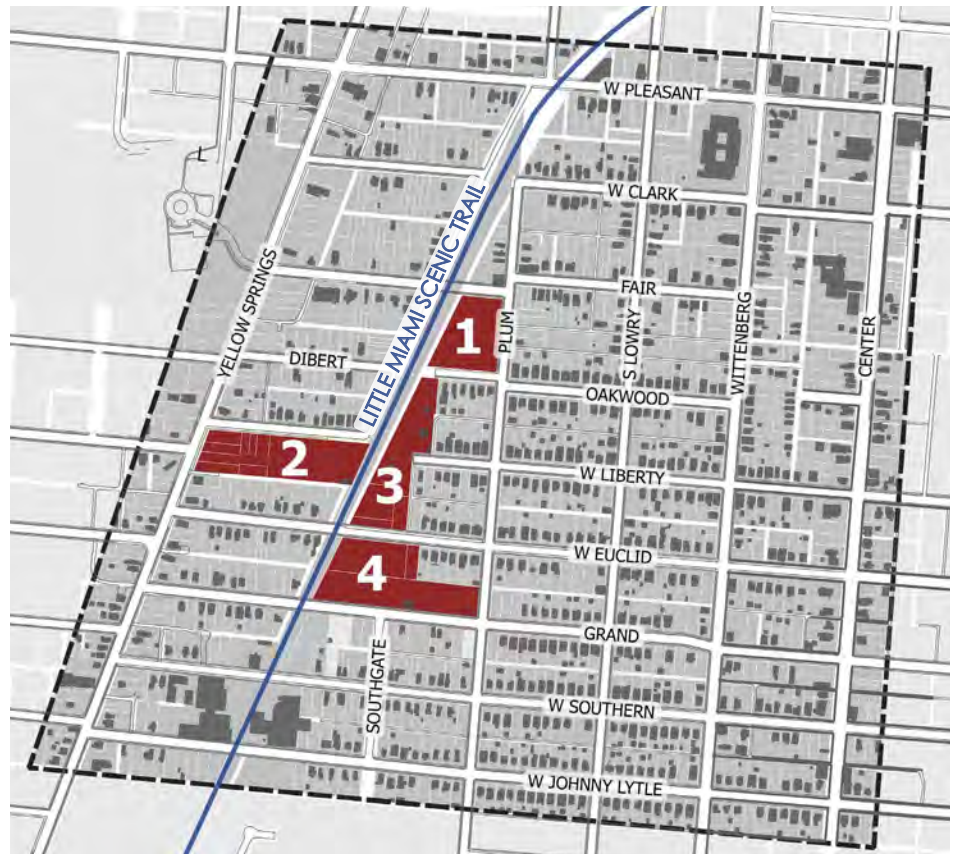 W PLEASANT
W CLARK
LITTLE MIAMI SCENIC TRAIL
YELLOW SPRINGS
FAIR
1
PLUM
S LOWRY
WITTENBERG
CENTER
DIBERT
OAKWOOD
2
3
W LIBERTY
W EUCLID
4
GRAND
SOUTHGATE
W SOUTHERN
W JOHNNY LYTLE